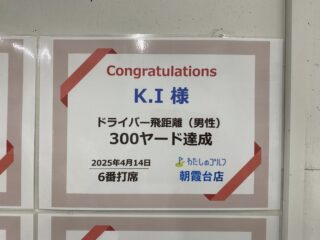 Congratulations
K.I 様
ドライバー飛距離（男性）
300ヤード達成
2025年4月14日 わたしのゴルフ
6番打席 朝霞台店